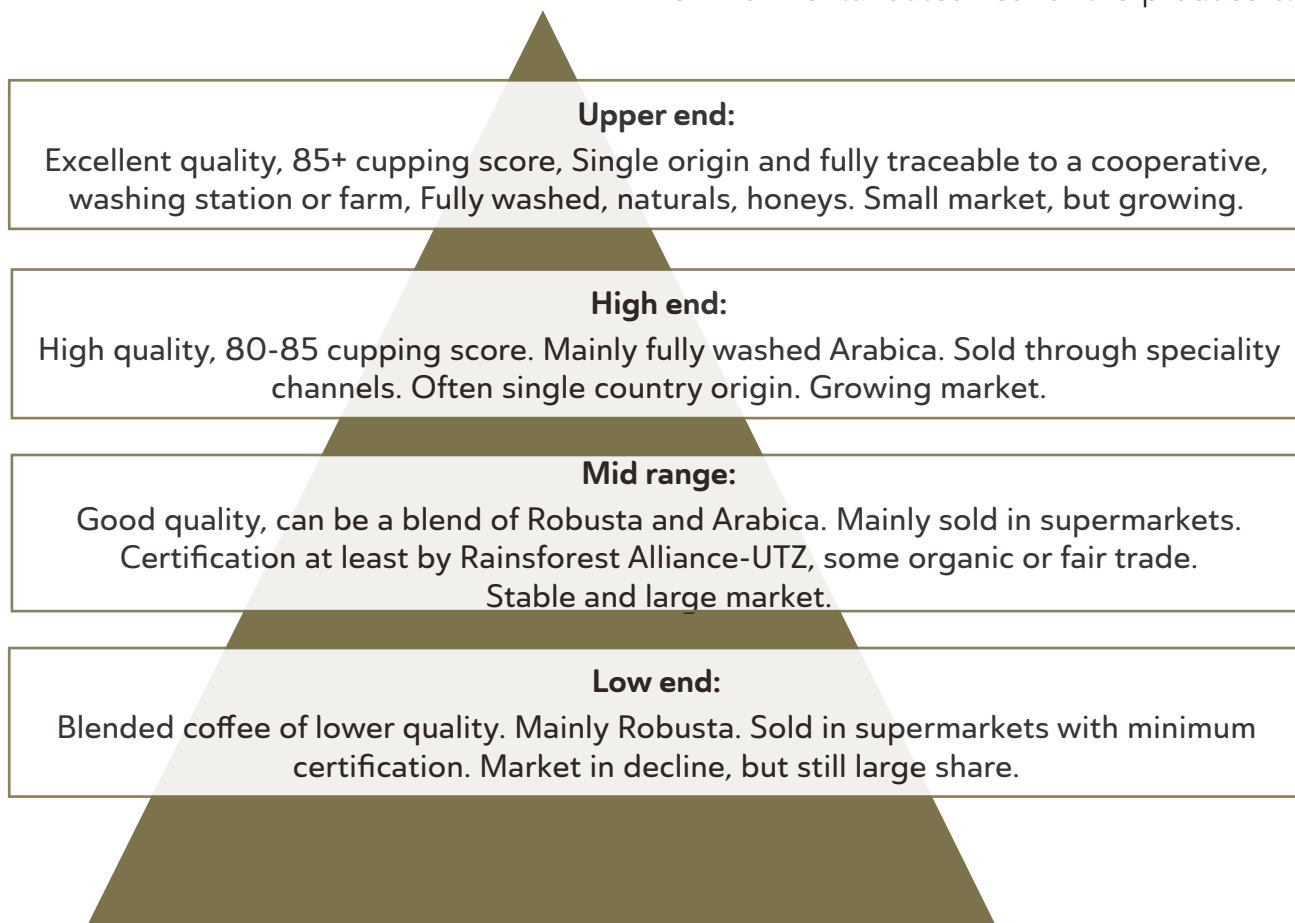 Upper end:
Excellent quality, 85+ cupping score, Single origin and fully traceable to a cooperative,
washing station or farm, Fully washed, naturals, honeys. Small market, but growing.
High end:
High quality, 80-85 cupping score. Mainly fully washed Arabica. Sold through speciality
channels. Often single country origin. Growing market.
Mid range:
Good quality, can be a blend of Robusta and Arabica. Mainly sold in supermarkets.
Certification at least by Rainsforest Alliance-UTZ, some organic or fair trade.
Stable and large market.
Low end:
Blended coffee of lower quality. Mainly Robusta. Sold in supermarkets with minimum
certification. Market in decline, but still large share.